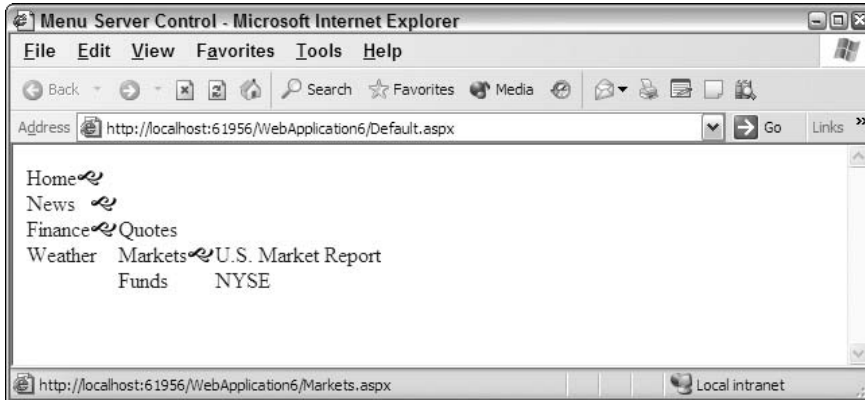 Menu Server Control - Microsoft Internet Explorer
File Edit View Favorites Tools Help
Back Search Favorites Media
Address http://localhost:61956/WebApplication6/Default.aspx Go Links »
Home
News
Finance Quotes
Weather Markets U.S. Market Report
Funds NYSE
http://localhost:61956/WebApplication6/Markets.aspx Local intranet